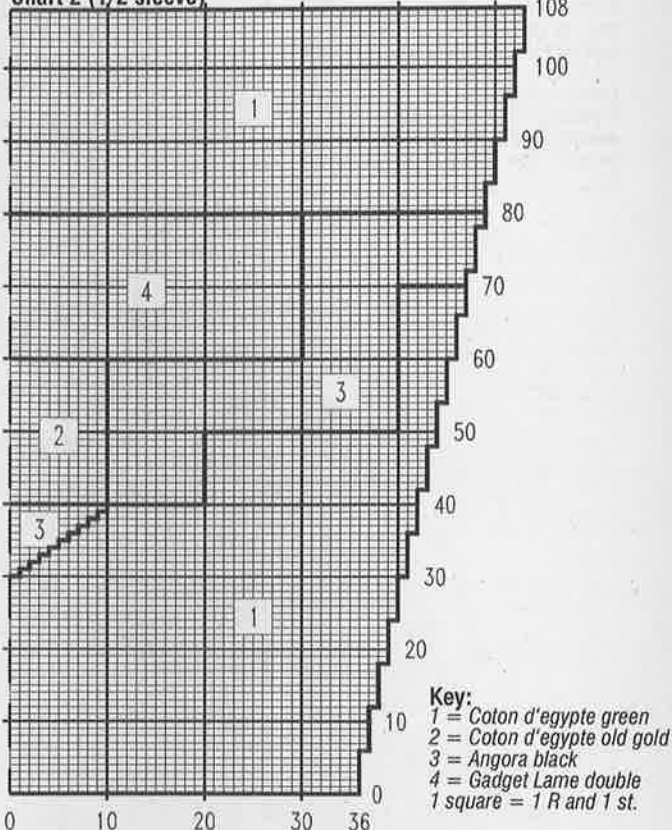 Chart 2 (1/2 sleeve)
108
100
1
90
80
4
70
60
3
2
50
40
3
30
1
20
Key:
1 = Coton d'egypte green
10
2 = Coton d'egypte old gold
3 = Angora black
4 = Gadget Lame double
0
1 square = 1 R and 1 st.
0 10 20 30 36